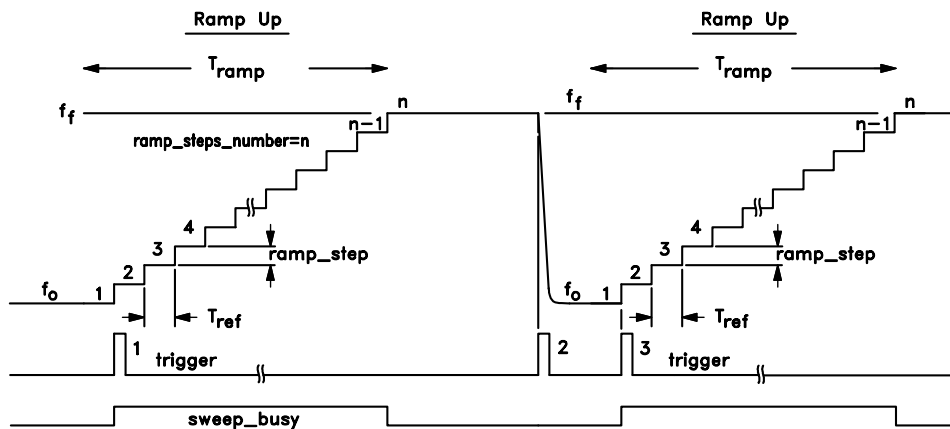 Ramp Up
Ramp Up
T_ramp
T_ramp
f_f
n
f_f
n
n-1
n-1
ramp_steps_number=n
4
4
3
ramp_step
3
ramp_step
2
2
f_o
1
f_o
1
T_ref
T_ref
1
trigger
2
3
trigger
sweep_busy